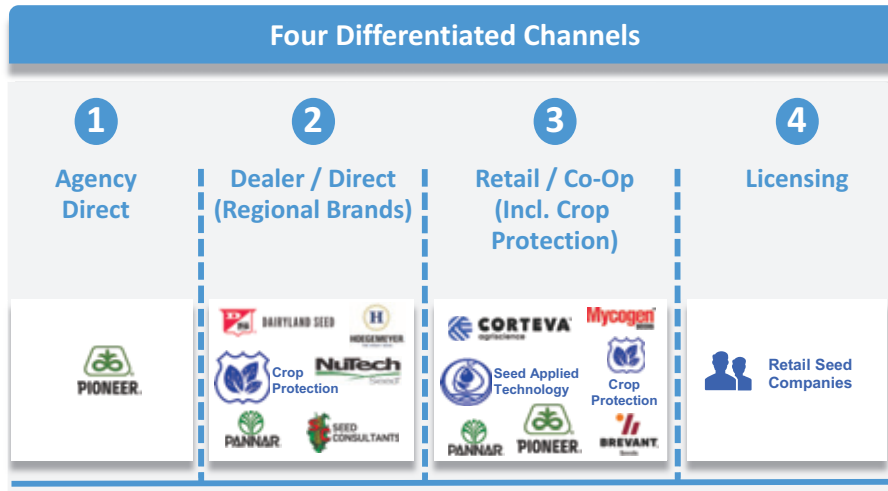 Four Differentiated Channels
1
Agency
Direct
2
Dealer / Direct
(Regional Brands)
3
Retail / Co-Op
(Incl. Crop
Protection)
4
Licensing
PIONEER.
DAIRYLAND SEED
H
HOEGEMEYER
Crop
Protection
NuTech
Seed
PANNAR
SEED
CONSULTANTS
CORTEVA
agriscience
Mycogen
Seed Applied
Technology
Crop
Protection
PANNAR
PIONEER.
BREVANT
Seeds
Retail Seed
Companies